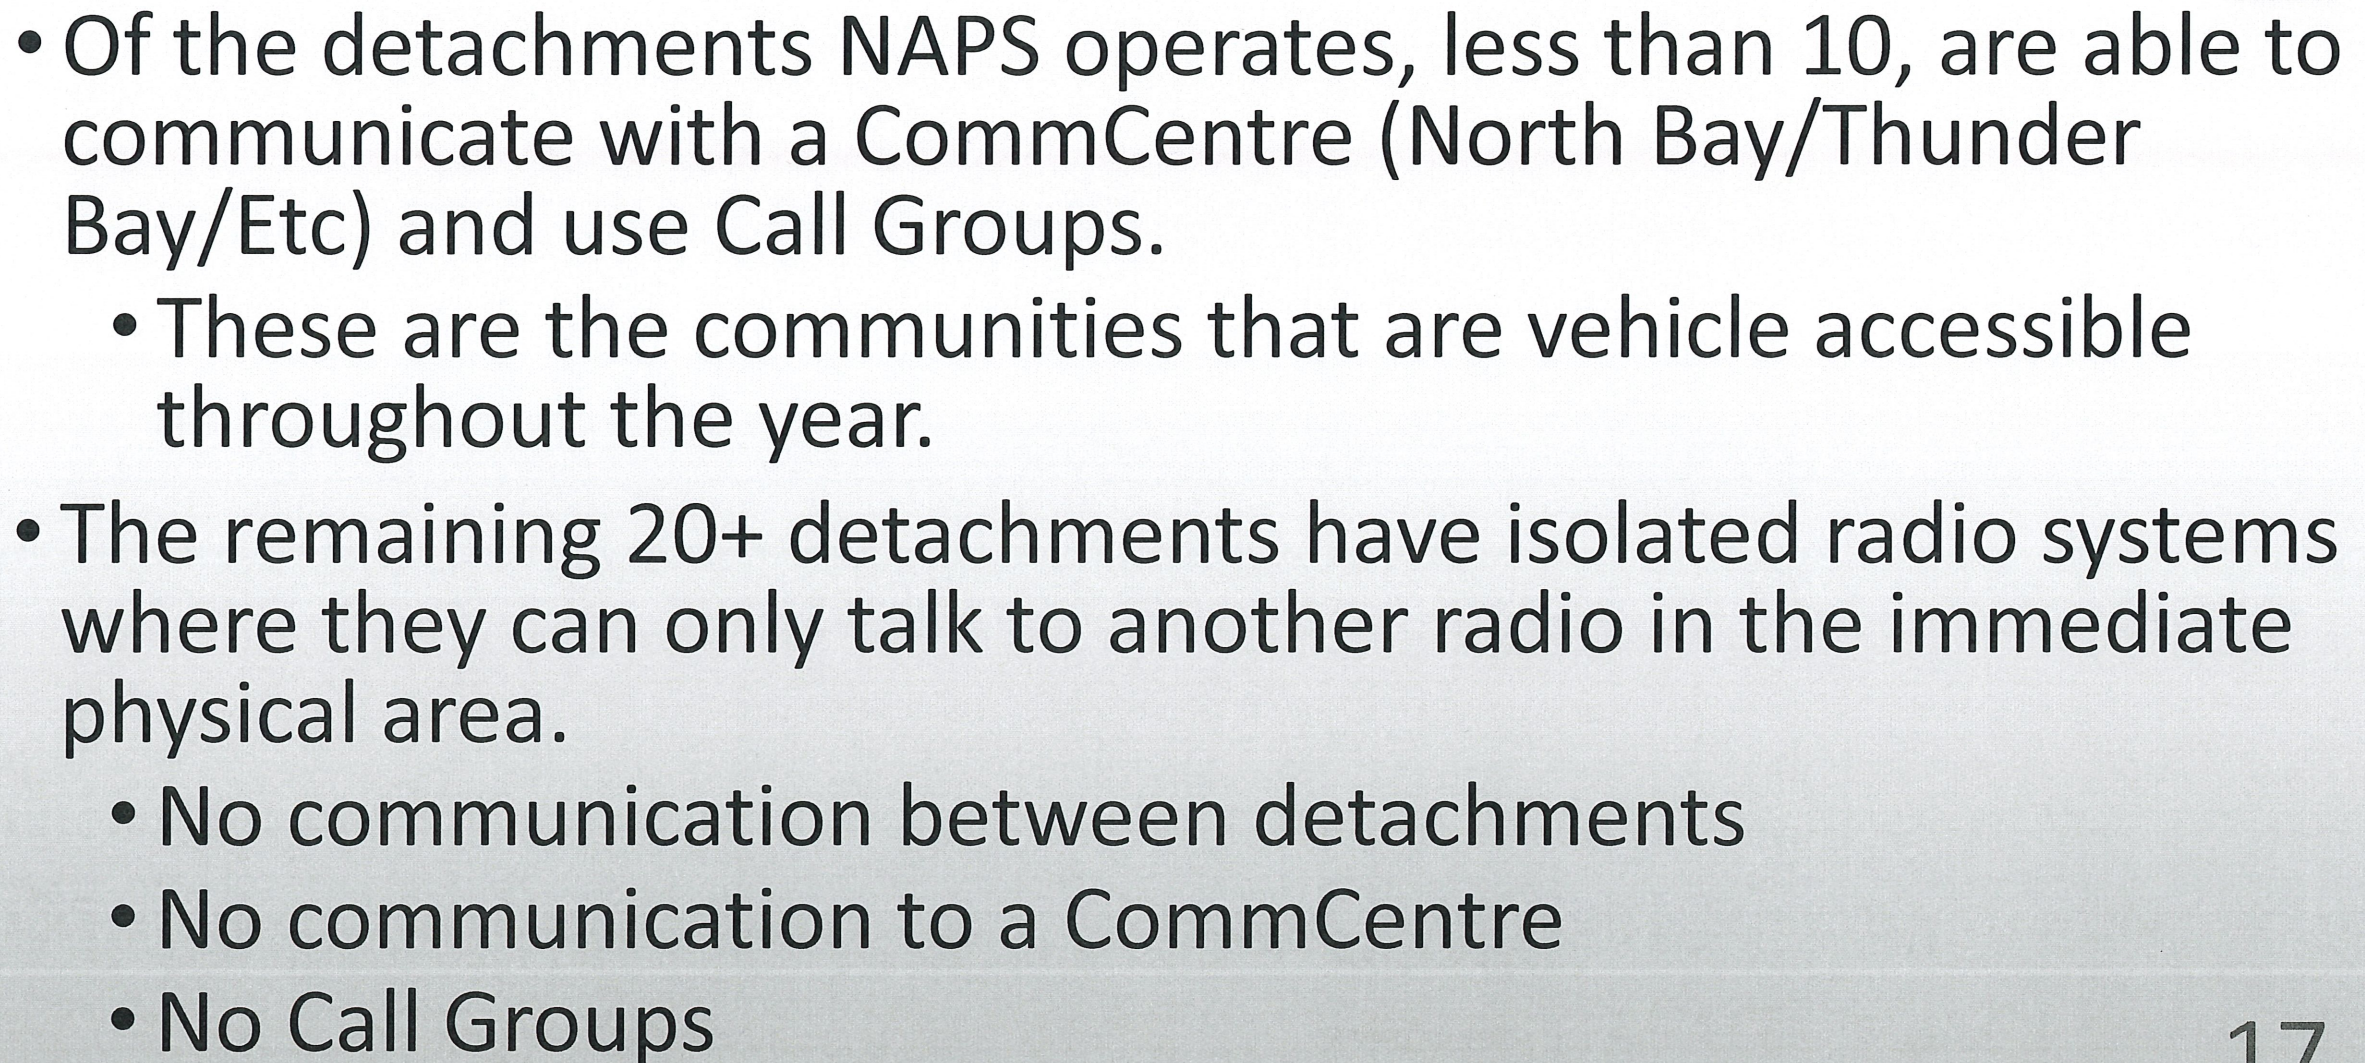 • Of the detachments NAPS operates, less than 10, are able to
communicate with a CommCentre (North Bay/Thunder
Bay/Etc) and use Call Groups.
• These are the communities that are vehicle accessible
throughout the year.
• The remaining 20+ detachments have isolated radio systems
where they can only talk to another radio in the immediate
physical area.
• No communication between detachments
• No communication to a CommCentre
• No Call Groups
17